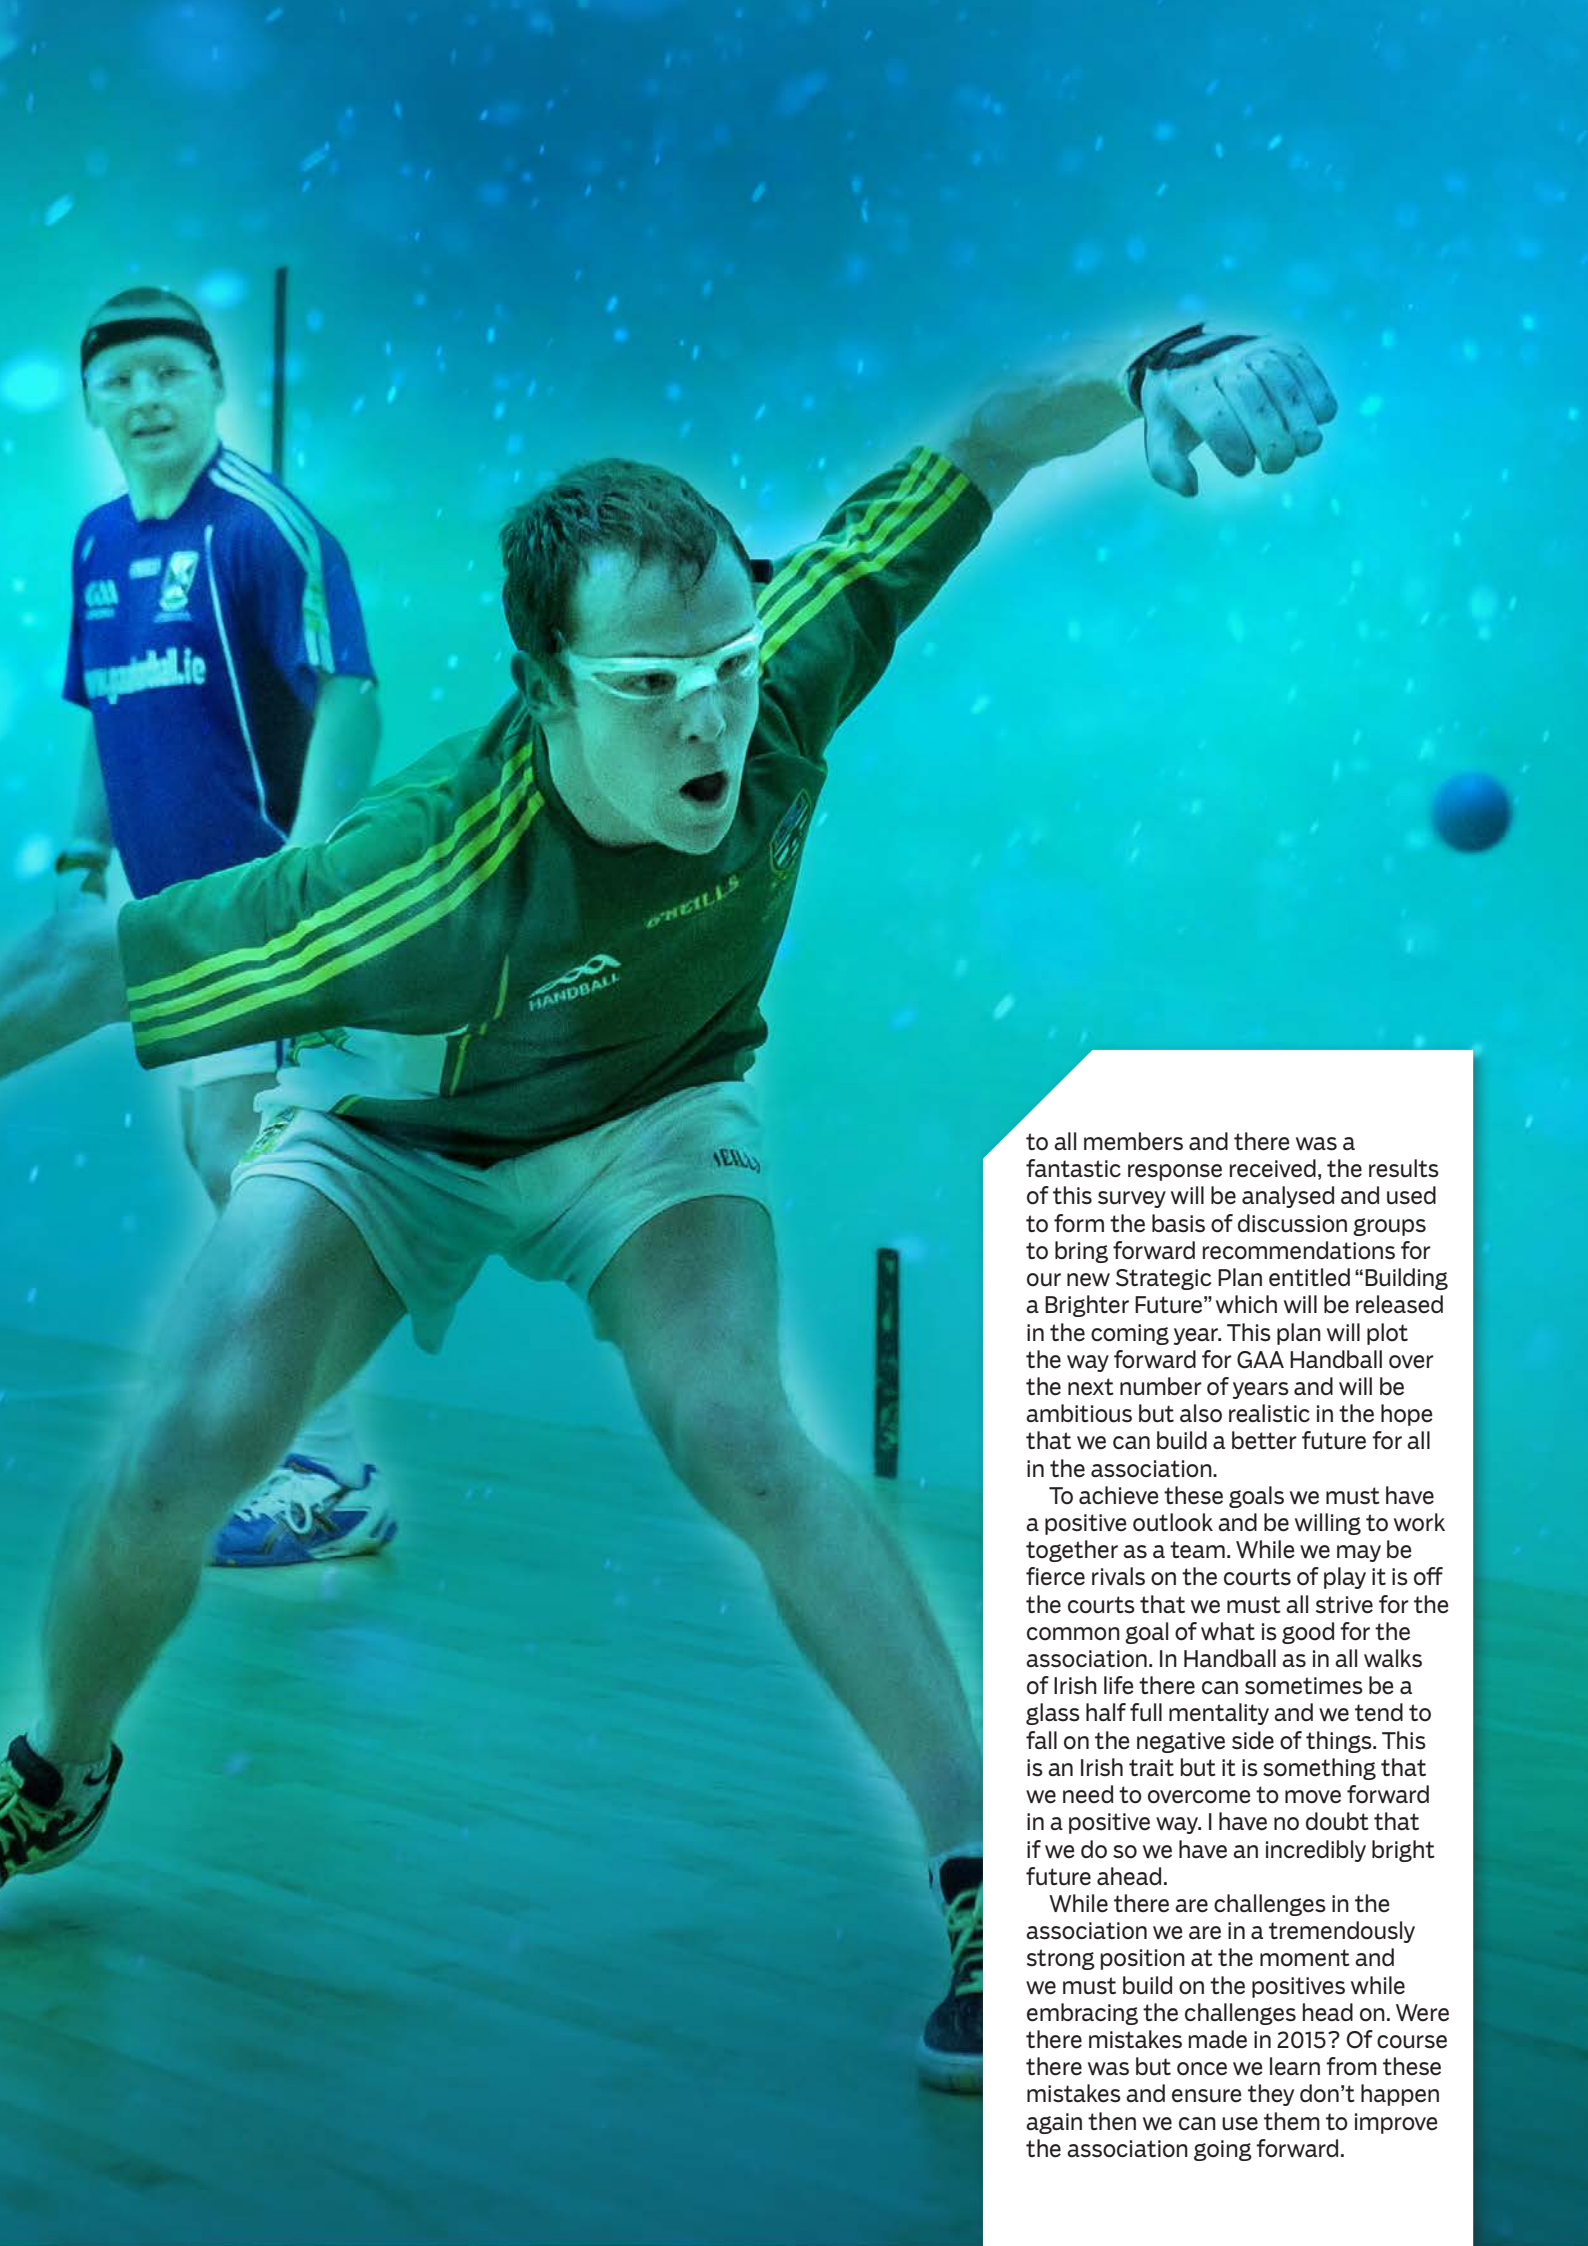 GAA
www.gaahandball.ie
O'NEILLS
HANDBALL
to all members and there was a
fantastic response received, the results
of this survey will be analysed and used
to form the basis of discussion groups
to bring forward recommendations for
our new Strategic Plan entitled “Building
a Brighter Future” which will be released
in the coming year. This plan will plot
the way forward for GAA Handball over
the next number of years and will be
ambitious but also realistic in the hope
that we can build a better future for all
in the association.
To achieve these goals we must have
a positive outlook and be willing to work
together as a team. While we may be
fierce rivals on the courts of play it is off
the courts that we must all strive for the
common goal of what is good for the
association. In Handball as in all walks
of Irish life there can sometimes be a
glass half full mentality and we tend to
fall on the negative side of things. This
is an Irish trait but it is something that
we need to overcome to move forward
in a positive way. I have no doubt that
if we do so we have an incredibly bright
future ahead.
While there are challenges in the
association we are in a tremendously
strong position at the moment and
we must build on the positives while
embracing the challenges head on. Were
there mistakes made in 2015? Of course
there was but once we learn from these
mistakes and ensure they don’t happen
again then we can use them to improve
the association going forward.